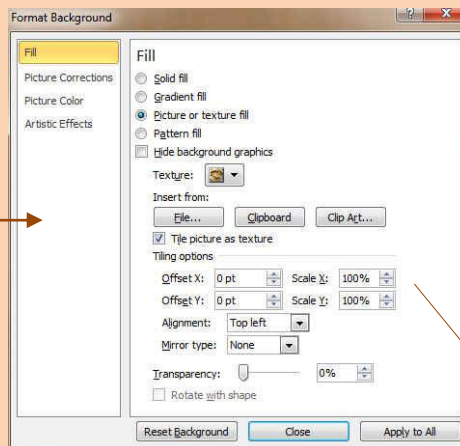 Format Background
Fill
Picture Corrections
Picture Color
Artistic Effects
Fill
Solid fill
Gradient fill
Picture or texture fill
Pattern fill
Hide background graphics
Texture:
Insert from:
File... Clipboard Clip Art...
Tile picture as texture
Tiling options
Offset X: 0 pt Scale X: 100%
Offset Y: 0 pt Scale Y: 100%
Alignment: Top left
Mirror type: None
Transparency: 0%
Rotate with shape
Reset Background Close Apply to All